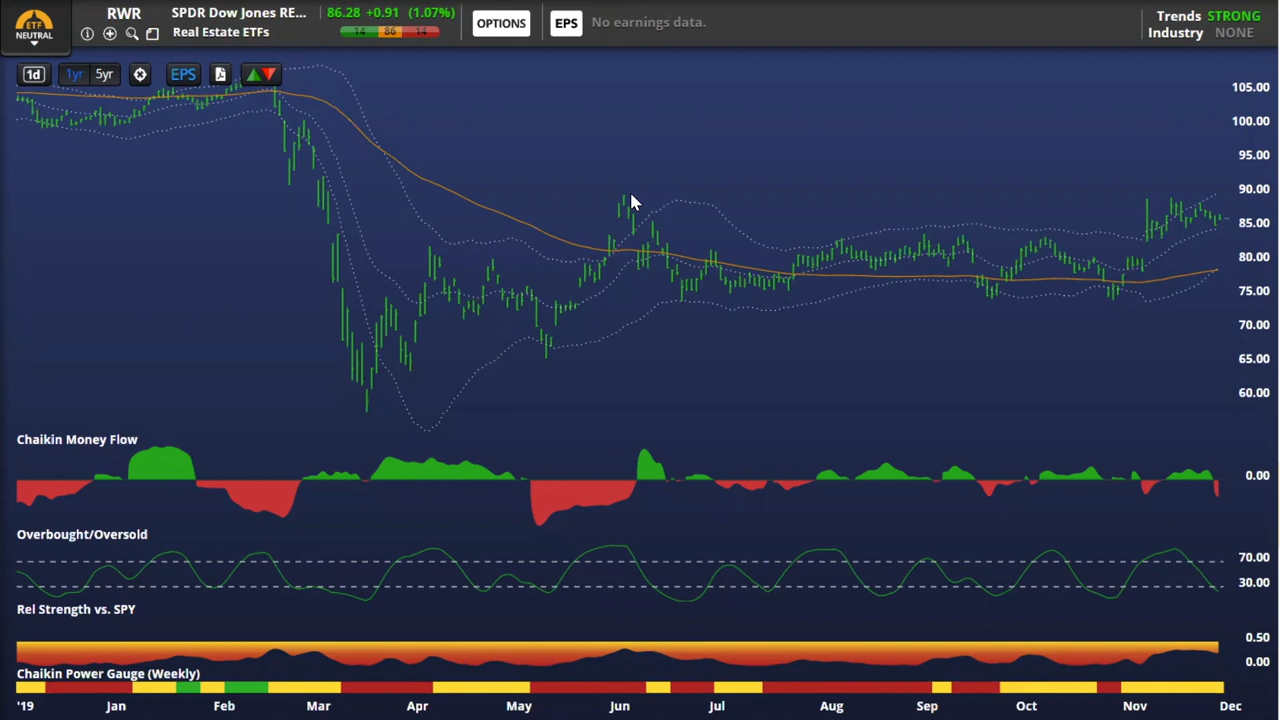 ETF
NEUTRAL
RWR
SPDR Dow Jones RE...
Real Estate ETFs
86.28 +0.91 (1.07%)
14 86 14
OPTIONS
EPS
No earnings data.
Trends STRONG
Industry NONE
1d
1yr 5yr
EPS
105.00
100.00
95.00
90.00
85.00
80.00
75.00
70.00
65.00
60.00
Chaikin Money Flow
0.00
Overbought/Oversold
70.00
30.00
Rel Strength vs. SPY
0.50
0.00
Chaikin Power Gauge (Weekly)
'19 Jan Feb Mar Apr May Jun Jul Aug Sep Oct Nov Dec